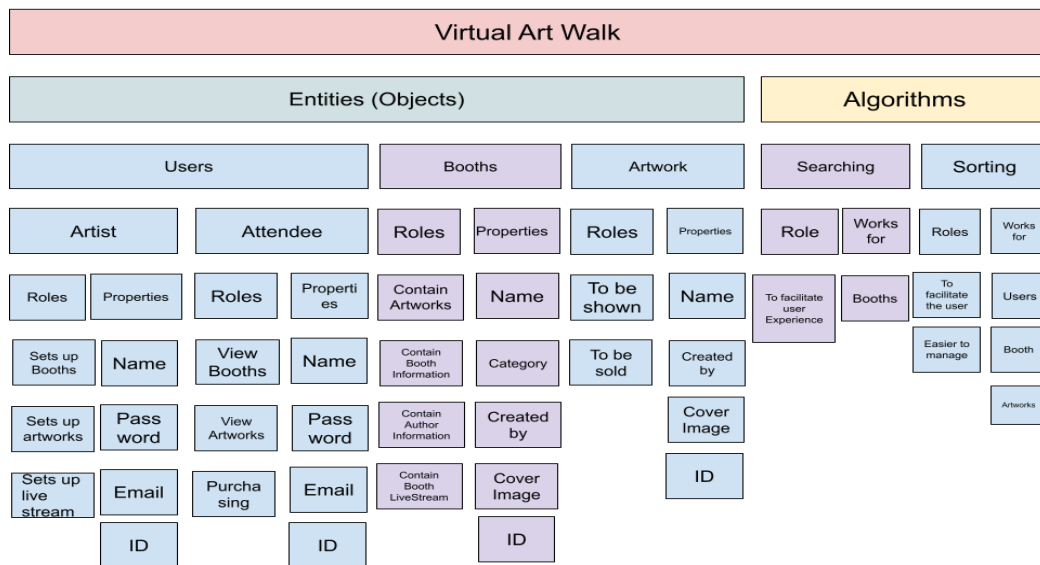 Virtual Art Walk
Entities (Objects)
Algorithms
Users
Booths
Artwork
Searching
Sorting
Artist
Attendee
Roles
Properties
Roles
Properties
Role
Works
for
Roles
Works
for
Roles
Properties
Roles
Properti
es
Contain
Artworks
Name
To be
shown
Name
To facilitate
user
Experience
Booths
To
facilitate
the user
Users
Sets up
Booths
Name
View
Booths
Name
Contain
Booth
Information
Category
To be
sold
Created
by
Easier to
manage
Booth
Sets up
artworks
Pass
word
View
Artworks
Pass
word
Contain
Author
Information
Created
by
Cover
Image
Artworks
Sets up
live
stream
Email
Purcha
sing
Email
Contain
Booth
LiveStream
Cover
Image
ID
ID
ID
ID